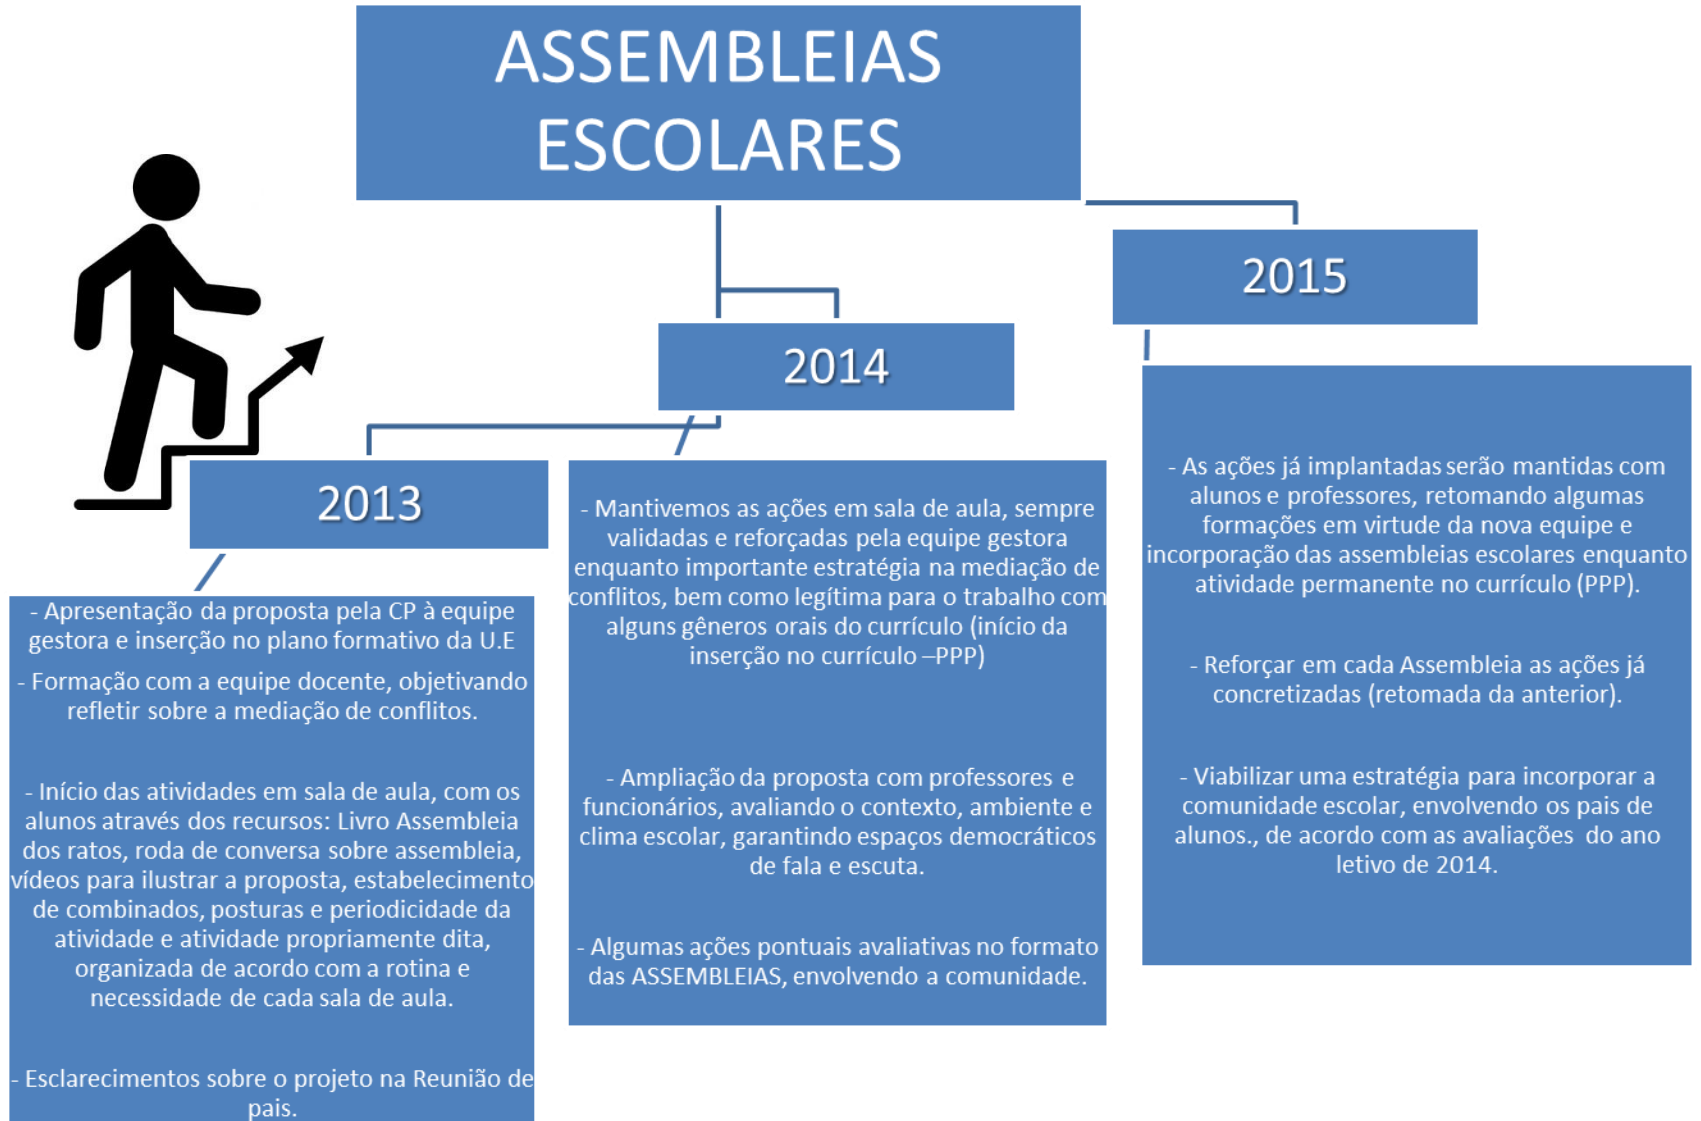 ASSEMBLEIAS
ESCOLARES
2013
- Apresentação da proposta pela CP à equipe
gestora e inserção no plano formativo da U.E
- Formação com a equipe docente, objetivando
refletir sobre a mediação de conflitos.
- Início das atividades em sala de aula, com os
alunos através dos recursos: Livro Assembleia
dos ratos, roda de conversa sobre assembleia,
vídeos para ilustrar a proposta, estabelecimento
de combinados, posturas e periodicidade da
atividade e atividade propriamente dita,
organizada de acordo com a rotina e
necessidade de cada sala de aula.
- Esclarecimentos sobre o projeto na Reunião de
pais.
2014
- Mantivemos as ações em sala de aula, sempre
validadas e reforçadas pela equipe gestora
enquanto importante estratégia na mediação de
conflitos, bem como legítima para o trabalho com
alguns gêneros orais do currículo (início da
inserção no currículo –PPP)
- Ampliação da proposta com professores e
funcionários, avaliando o contexto, ambiente e
clima escolar, garantindo espaços democráticos
de fala e escuta.
- Algumas ações pontuais avaliativas no formato
das ASSEMBLEIAS, envolvendo a comunidade.
2015
- As ações já implantadas serão mantidas com
alunos e professores, retomando algumas
formações em virtude da nova equipe e
incorporação das assembleias escolares enquanto
atividade permanente no currículo (PPP).
- Reforçar em cada Assembleia as ações já
concretizadas (retomada da anterior).
- Viabilizar uma estratégia para incorporar a
comunidade escolar, envolvendo os pais de
alunos., de acordo com as avaliações do ano
letivo de 2014.